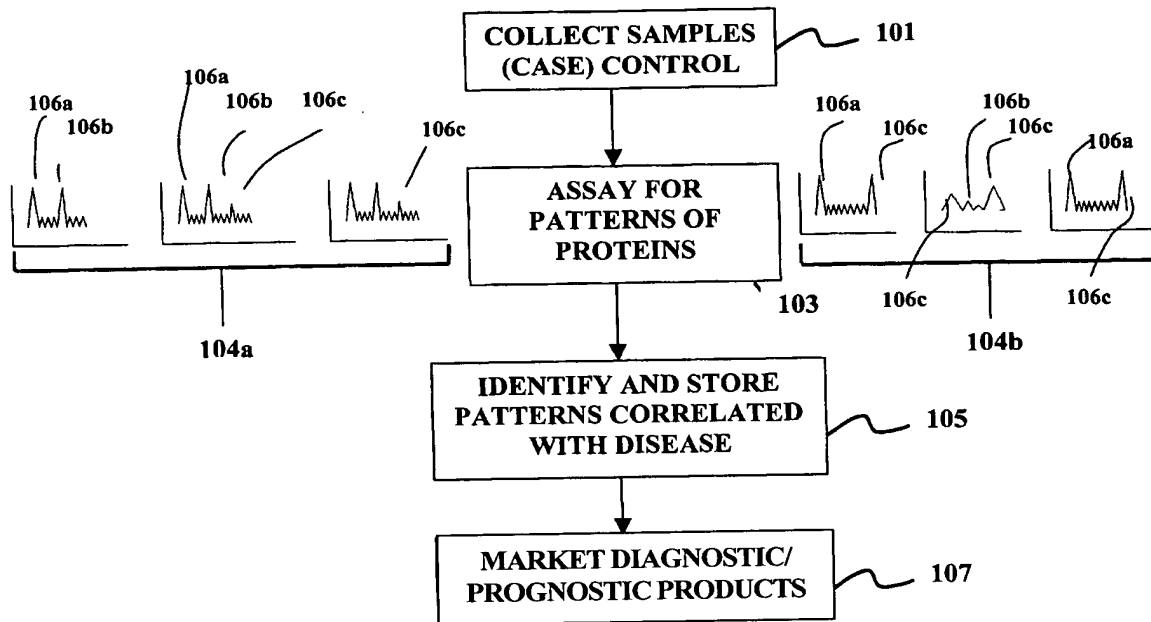 COLLECT SAMPLES
(CASE) CONTROL
101
106a
106b
106a
106b
106c
106c
ASSAY FOR
PATTERNS OF
PROTEINS
103
106a
106c
106b
106c
106a
106c
106c
104a
104b
IDENTIFY AND STORE
PATTERNS CORRELATED
WITH DISEASE
105
MARKET DIAGNOSTIC/
PROGNOSTIC PRODUCTS
107